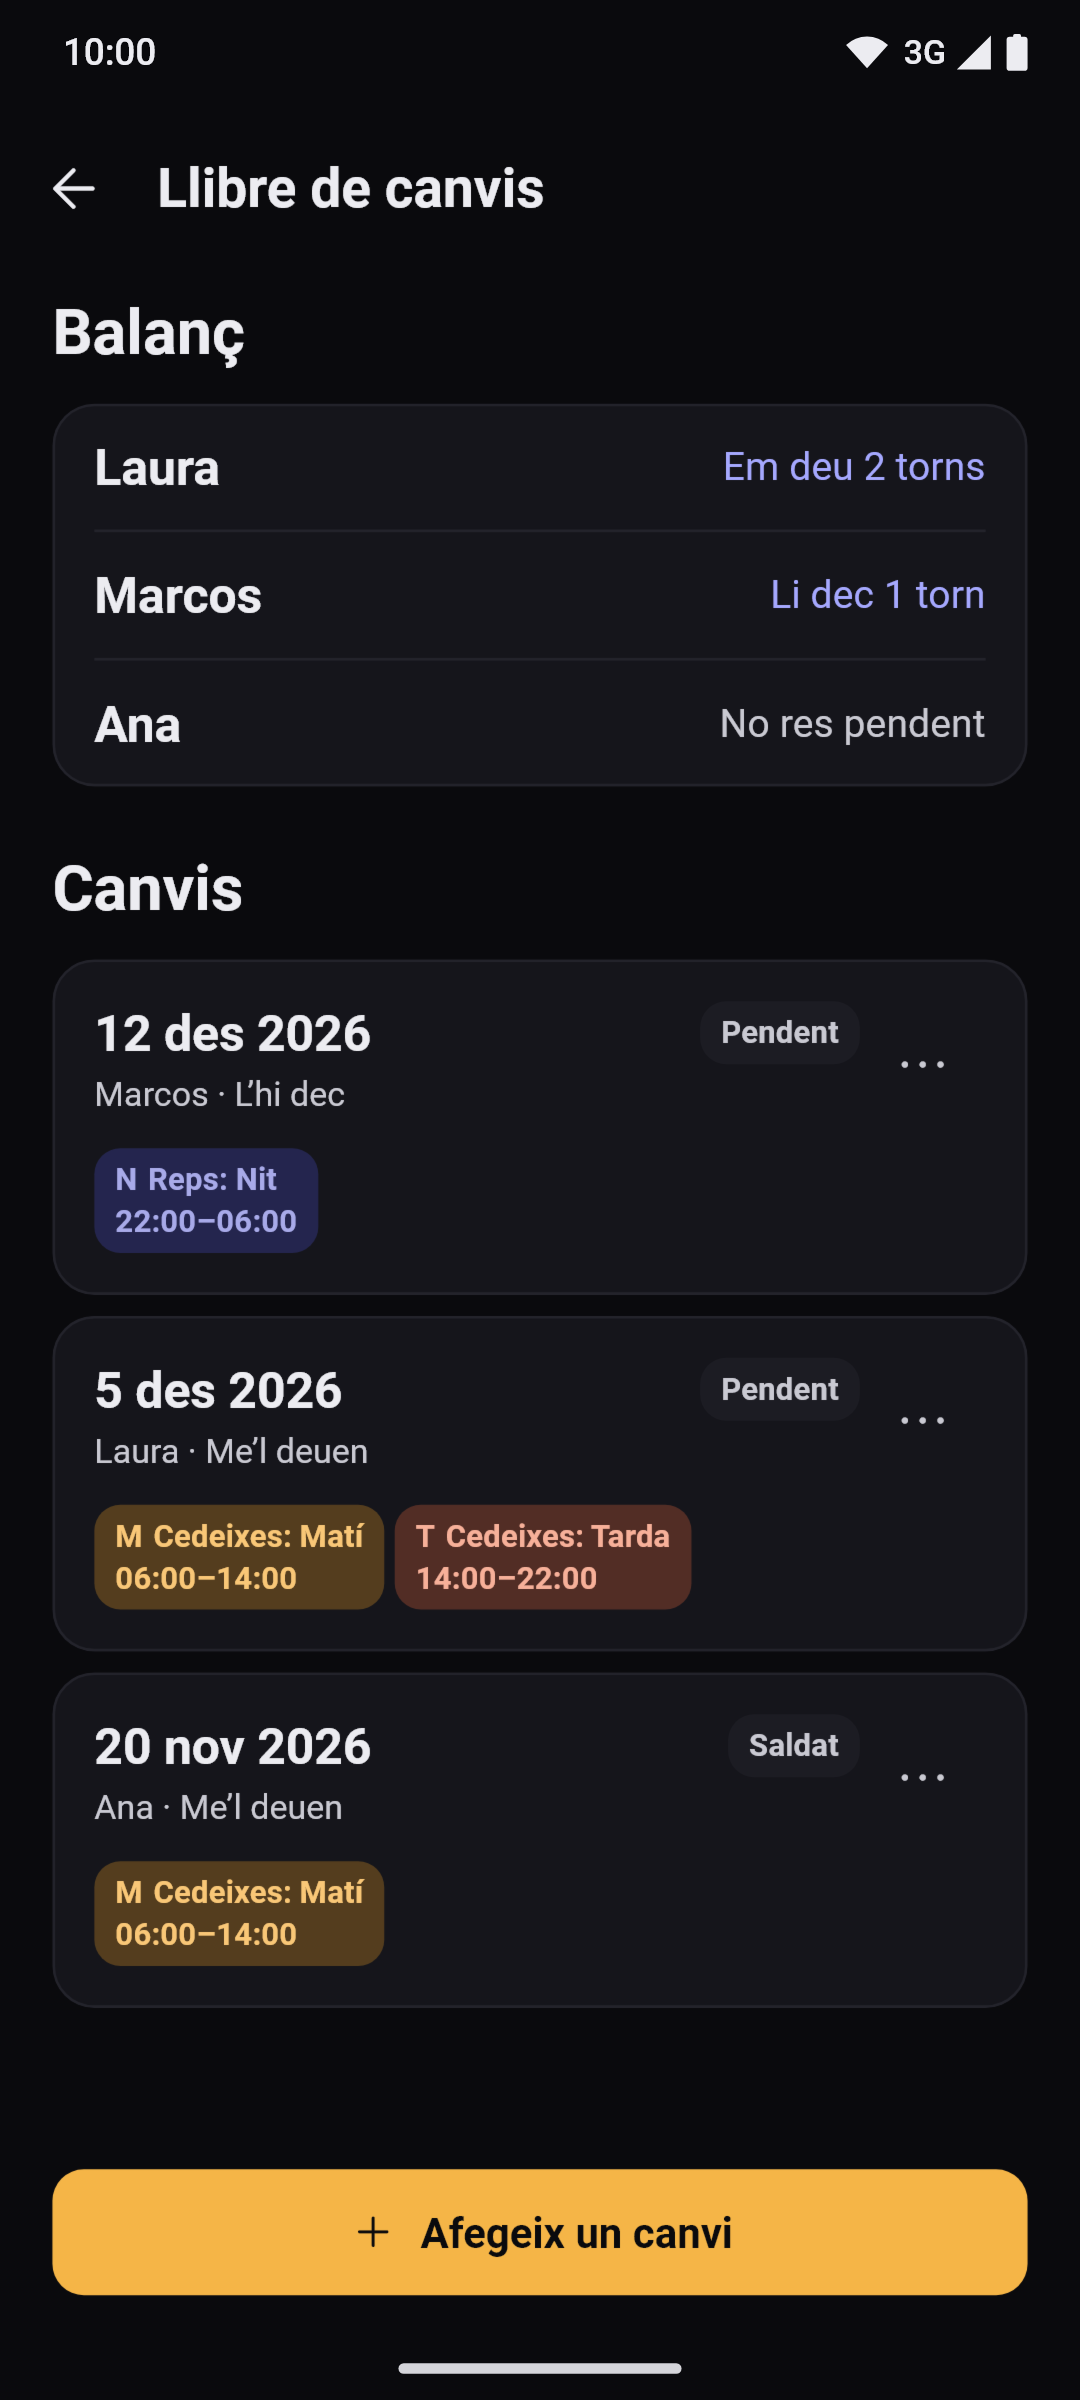 10:00
3G
Llibre de canvis
Balanç
Laura
Em deu 2 torns
Marcos
Li dec 1 torn
Ana
No res pendent
Canvis
12 des 2026
Pendent
Marcos · L’hi dec
N Reps: Nit
22:00–06:00
5 des 2026
Pendent
Laura · Me’l deuen
M Cedeixes: Matí
06:00–14:00
T Cedeixes: Tarda
14:00–22:00
20 nov 2026
Saldat
Ana · Me’l deuen
M Cedeixes: Matí
06:00–14:00
Afegeix un canvi